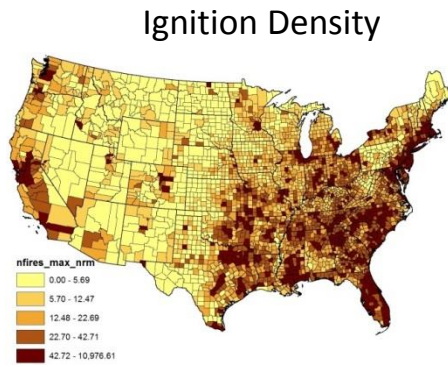 Ignition Density
nfires_max_nrm
0.00 - 5.69
5.70 - 12.47
12.48 - 22.69
22.70 - 42.71
42.72 - 10,976.61